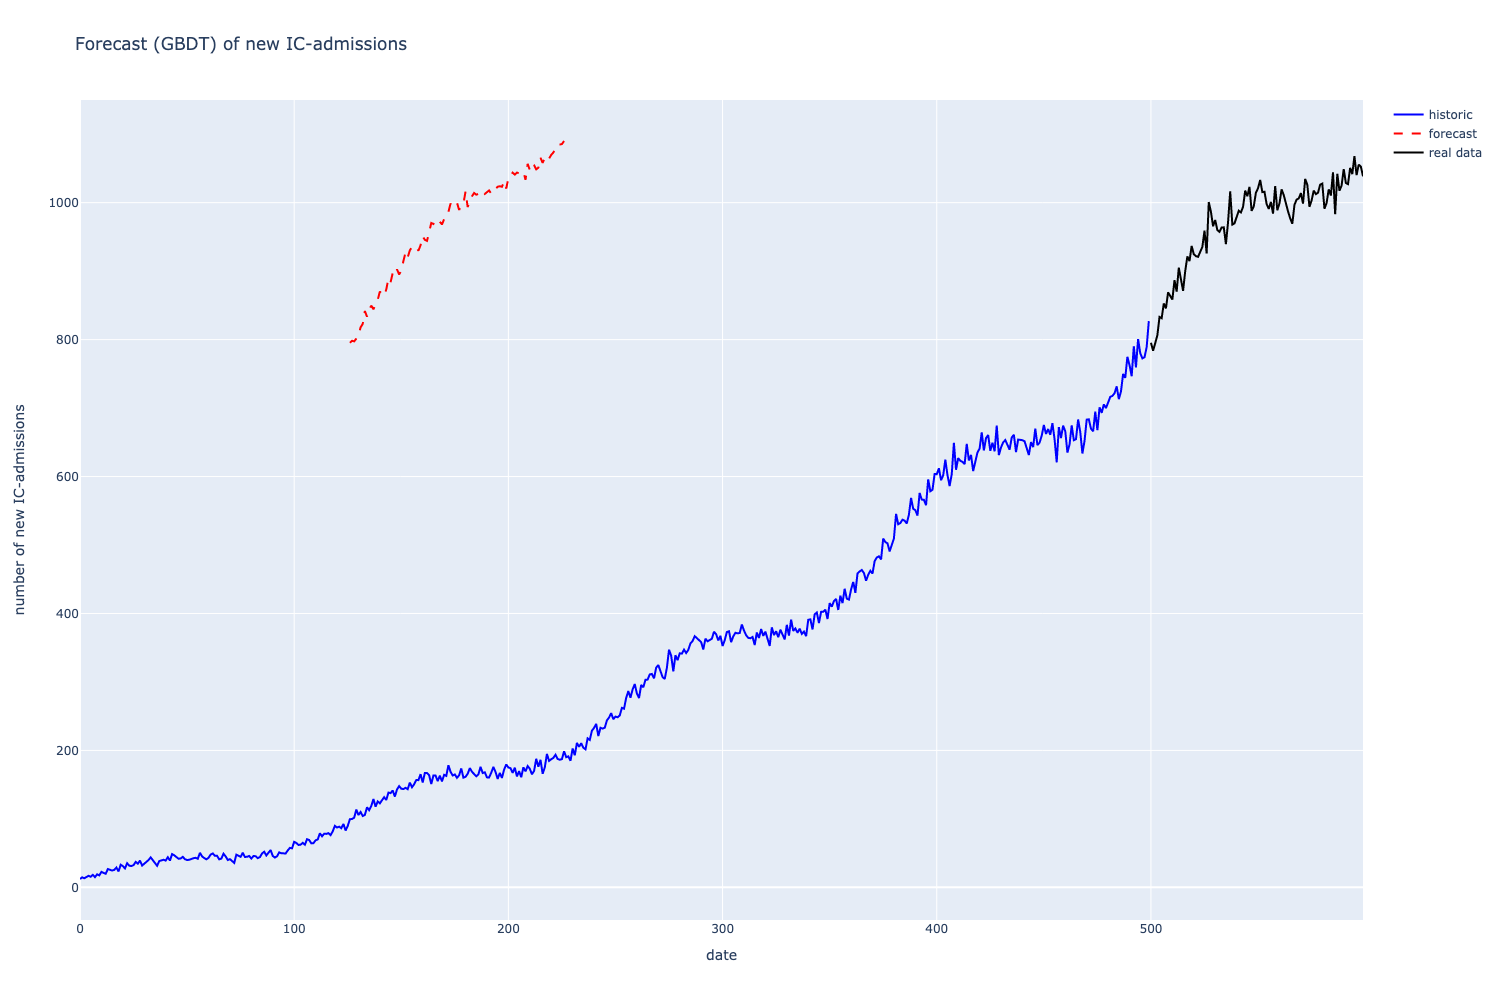 Forecast (GBDT) of new IC-admissions
historic
forecast
real data
1000
800
600
400
200
0
number of new IC-admissions
0 100 200 300 400 500
date